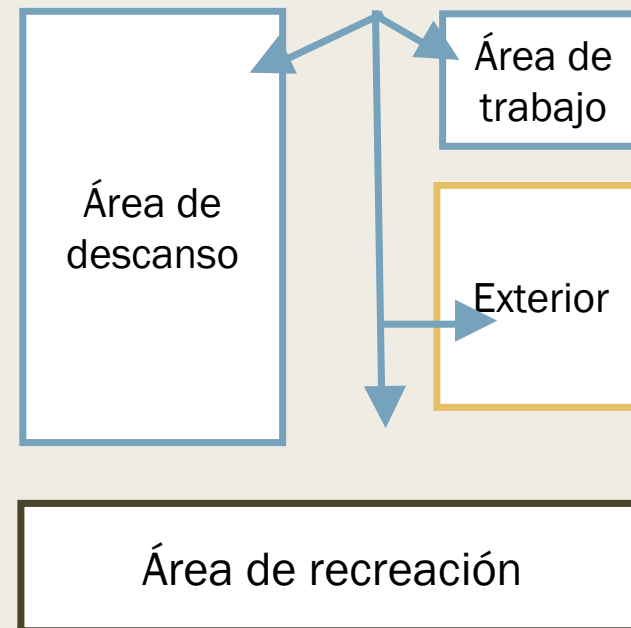 Área de
trabajo
Área de
descanso
Exterior
Área de recreación